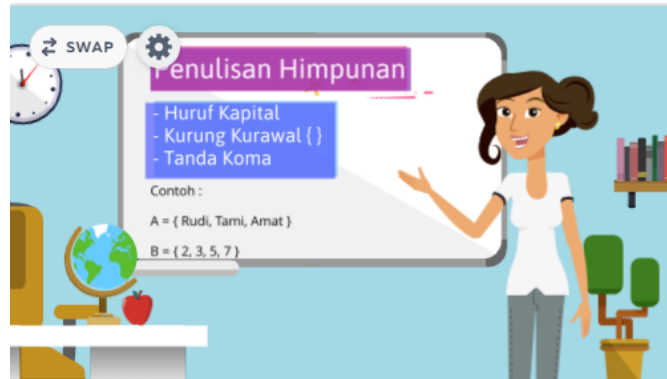 SWAP
Penulisan Himpunan
- Huruf Kapital
- Kurung Kurawal { }
- Tanda Koma
Contoh :
A = { Rudi, Tami, Amat }
B = { 2, 3, 5, 7 }